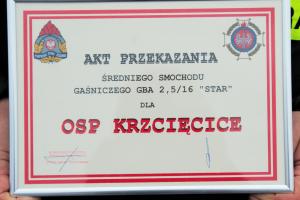 AKT PRZEKAZANIA
ŚREDNIEGO SMOCHODU
GAŚNICZEGO GBA 2,5/16 "STAR"
DLA
OSP KRZCIĘCICE